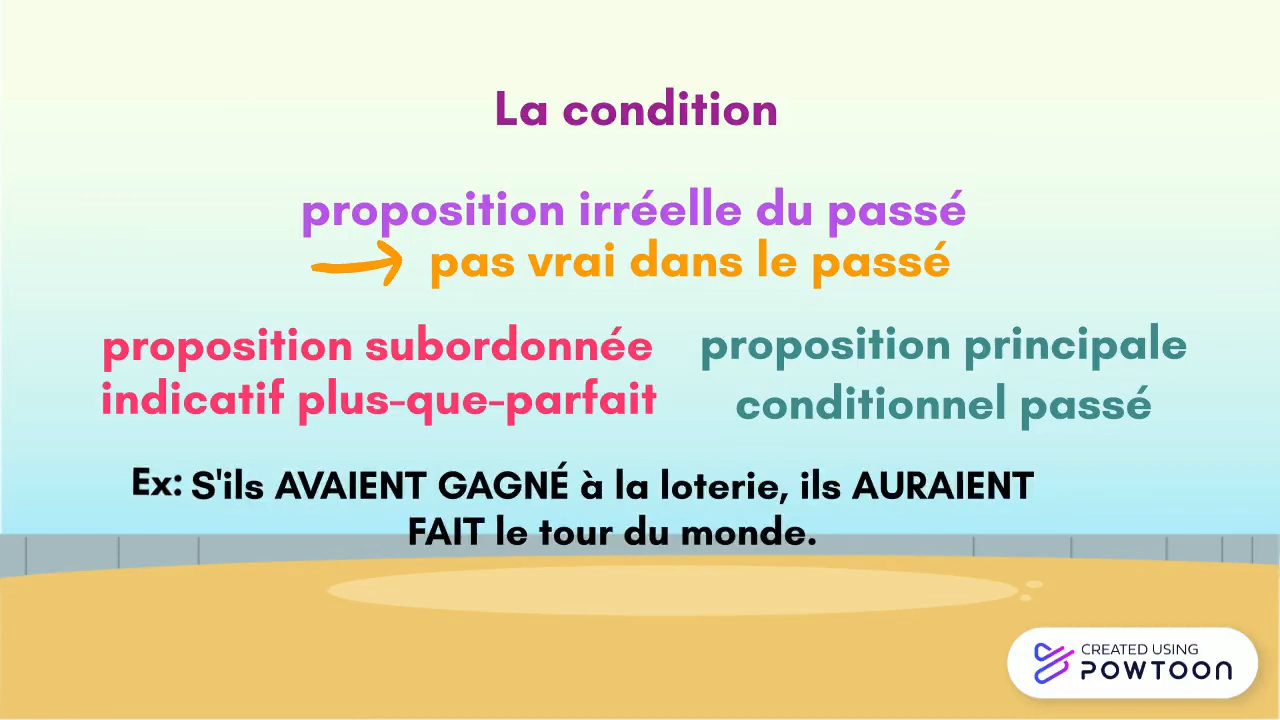 La condition
proposition irréelle du passé
pas vrai dans le passé
proposition subordonnée
indicatif plus-que-parfait
proposition principale
conditionnel passé
Ex: S'ils AVAIENT GAGNÉ à la loterie, ils AURAIENT
FAIT le tour du monde.
CREATED USING
POWTOON